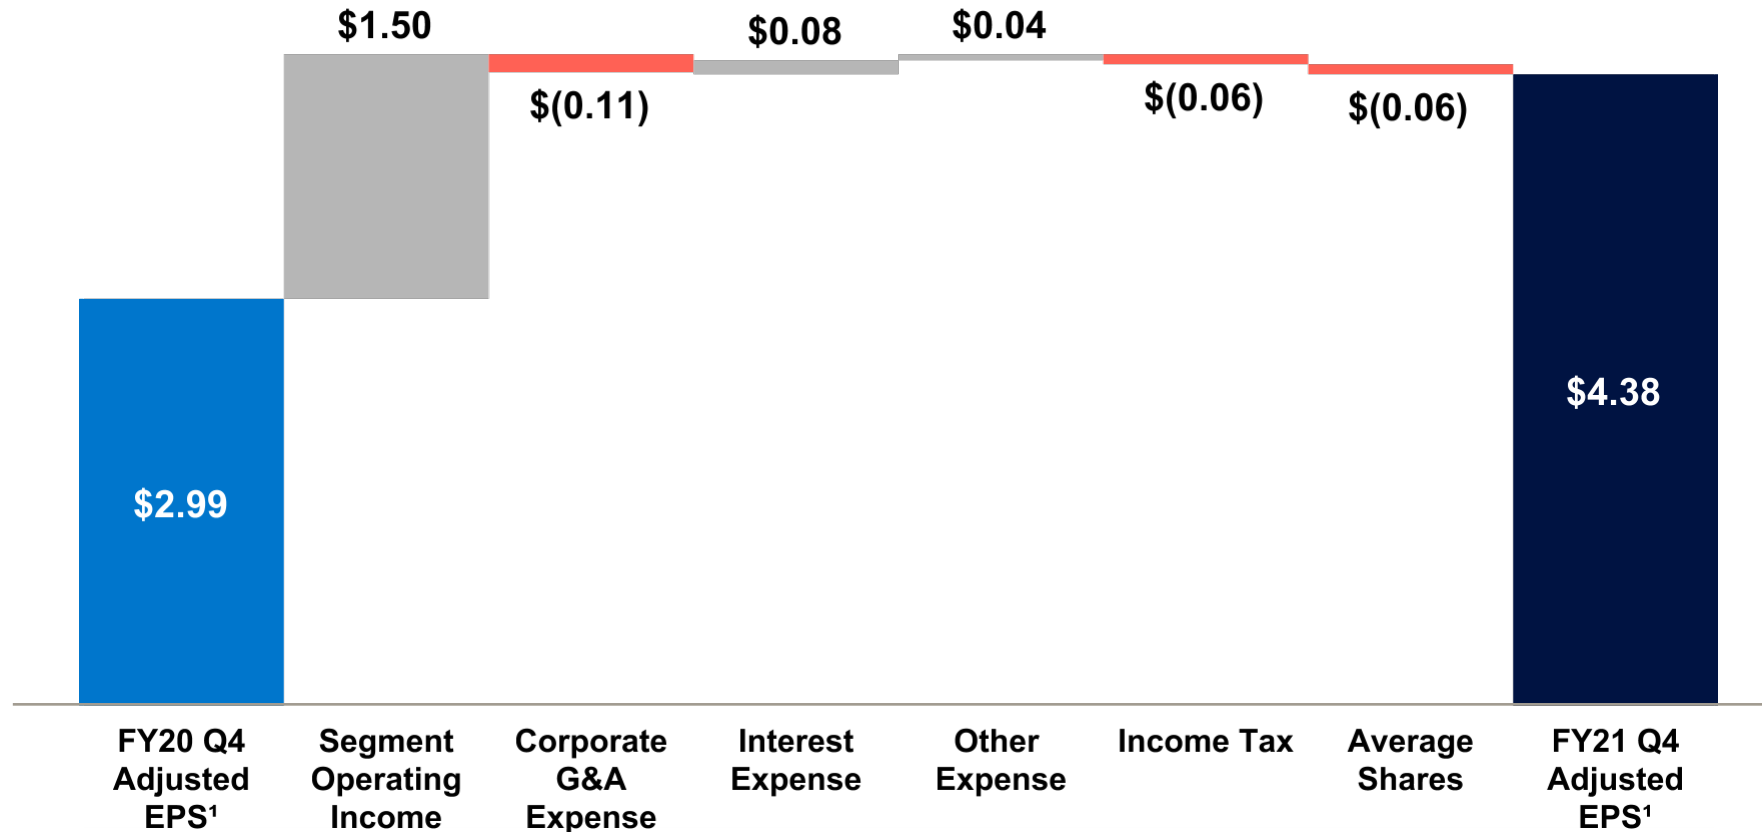 $1.50
$(0.11)
$0.08
$0.04
$(0.06)
$(0.06)
$2.99
$4.38
FY20 Q4
Adjusted
EPS¹
Segment
Operating
Income
Corporate
G&A
Expense
Interest
Expense
Other
Expense
Income Tax
Average
Shares
FY21 Q4
Adjusted
EPS¹